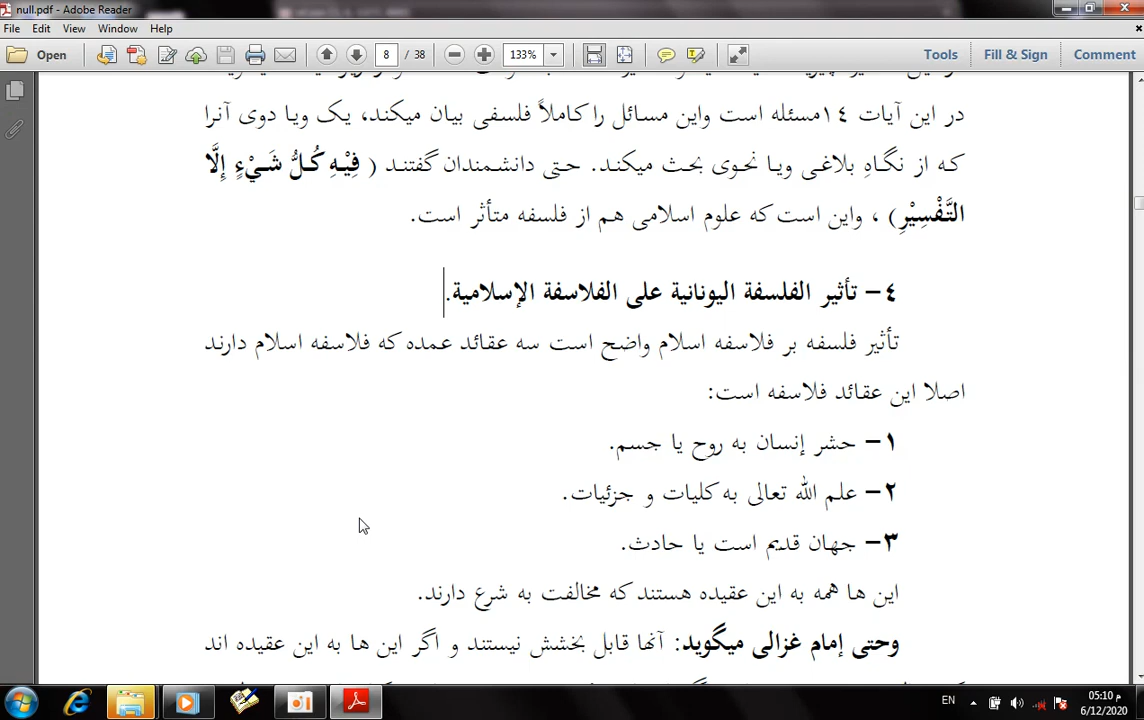 null.pdf - Adobe Reader
File Edit View Window Help
Open 8 / 38 133% Tools Fill & Sign Comment
در این آیات ١٤مسئله است واین مسائل را کاملاً فلسفی بیان میکند، یک ویا دوی آنرا
که از نگاهِ بلاغی ویا نحوی بحث میکند. حتی دانشمندان گفتند ( فِيْهِ كُلُّ شَيْءٍ إِلَّا
التَّفْسِيْرِ) ، واین است که علوم اسلامی هم از فلسفه متأثر است.
٤- تأثير الفلسفة اليونانية على الفلاسفة الإسلامية.
تأثیر فلسفه بر فلاسفه اسلام واضح است سه عقائد عمده که فلاسفه اسلام دارند
اصلا این عقائد فلاسفه است:
١- حشر إنسان به روح یا جسم.
٢- علم الله تعالی به کلیات و جزئیات.
٣- جهان قدیم است یا حادث.
این ها همه به این عقیده هستند که مخالفت به شرع دارند.
وحتی إمام غزالی میگوید: آنها قابل بخشش نیستند و اگر این ها به این عقیده اند
EN
05:10 م
6/12/2020